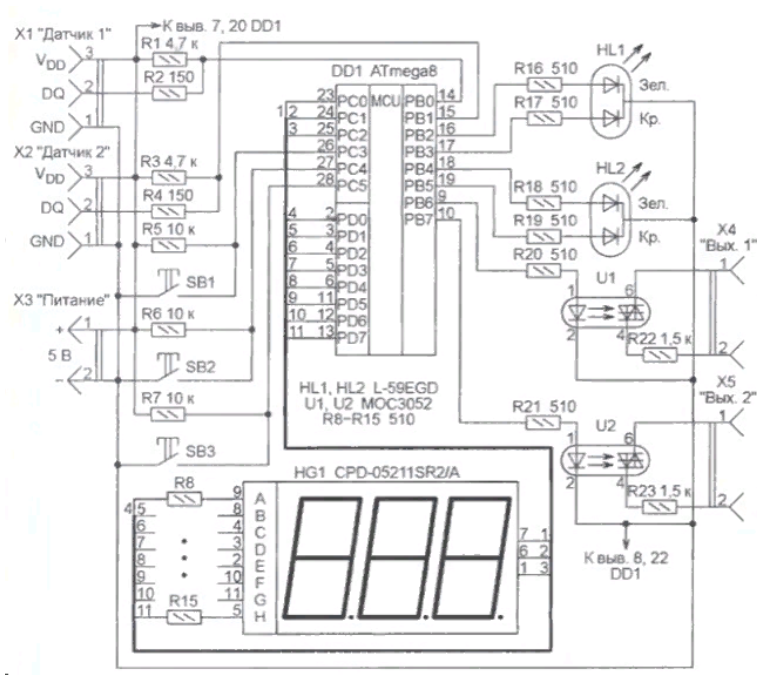 К выв. 7, 20 DD1
X1 "Датчик 1"
VDD 3
DQ 2
GND 1
R1 4,7 к
R2 150
X2 "Датчик 2"
VDD 3
DQ 2
GND 1
R3 4,7 к
R4 150
R5 10 к
SB1
X3 "Питание"
+ 1
5 В
− 2
R6 10 к
SB2
R7 10 к
SB3
DD1 ATmega8
MCU
1 23 PC0
2 24 PC1
3 25 PC2
26 PC3
27 PC4
28 PC5
4 2 PD0
5 3 PD1
6 4 PD2
7 5 PD3
8 6 PD4
9 11 PD5
10 12 PD6
11 13 PD7
PB0 14
PB1 15
PB2 16
PB3 17
PB4 18
PB5 19
PB6 9
PB7 10
HL1
R16 510
R17 510
Зел.
Кр.
HL2
R18 510
R19 510
Зел.
Кр.
R20 510
U1
1 6
2 4
R22 1,5 к
X4
"Вых. 1"
1
2
R21 510
U2
1 6
2 4
R23 1,5 к
X5
"Вых. 2"
1
2
К выв. 8, 22
DD1
HL1, HL2 L-59EGD
U1, U2 MOC3052
R8−R15 510
HG1 CPD-05211SR2/A
R8
R15
4 9 A
5 8 B
6 4 C
7 3 D
8 2 E
9 10 F
10 11 G
11 5 H
7 1
6 2
1 3